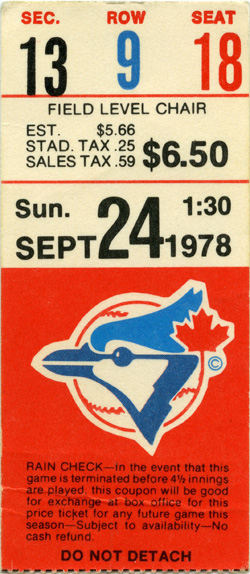 SEC. ROW SEAT
13 9 18
FIELD LEVEL CHAIR
EST. $5.66
STAD. TAX .25
SALES TAX .59 $6.50
Sun. 24 1:30
SEPT 1978
©
RAIN CHECK—In the event that this
game is terminated before 4½ innings
are played, this coupon will be good
for exchange at box office for this
price ticket for any future game this
season—Subject to availability—No
cash refund.
DO NOT DETACH